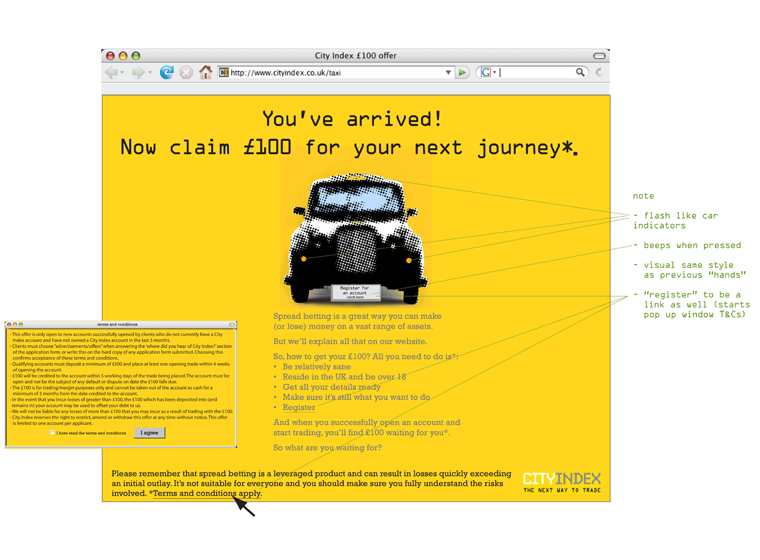 City Index £100 offer
http://www.cityindex.co.uk/taxi
G
You've arrived!
Now claim £100 for your next journey*.
Register for
an account
click here
note
- flash like car
indicators
- beeps when pressed
- visual same style
as previous "hands"
- "register" to be a
link as well (starts
pop up window T&Cs)
Spread betting is a great way you can make
(or lose) money on a vast range of assets.
But we'll explain all that on our website.
So, how to get your £100? All you need to do is*:
• Be relatively sane
• Reside in the UK and be over 18
• Get all your details ready
• Make sure it's still what you want to do
• Register
And when you successfully open an account and
start trading, you'll find £100 waiting for you*.
So what are you waiting for?
terms and conditions
- This offer is only open to new accounts successfully opened by clients who do not currently have a City
Index account and have not owned a City Index account in the last 3 months.
- Clients must choose "advertisements/offers" when answering the 'where did you hear of City Index?' section
of the application form, or write this on the hard copy of any application form submitted. Choosing this
confirms acceptance of these terms and conditions.
- Qualifying accounts must deposit a minimum of £500 and place at least one opening trade within 4 weeks
of opening the account.
- £100 will be credited to the account within 5 working days of the trade being placed. The account must be
open and not be the subject of any default or dispute on date the £100 falls due.
- The £100 is for trading/margin purposes only and cannot be taken out of the account as cash for a
minimum of 3 months from the date credited to the account.
- In the event that you incur losses of greater than £500, the £100 which has been deposited into (and
remains in) your account may be used to offset your debt to us.
- We will not be liable for any losses of more than £100 that you may incur as a result of trading with the £100.
- City Index reserves the right to restrict, amend or withdraw this offer at any time without notice. This offer
is limited to one account per applicant.
I have read the terms and conditions
I agree
Please remember that spread betting is a leveraged product and can result in losses quickly exceeding
an initial outlay. It's not suitable for everyone and you should make sure you fully understand the risks
involved. *Terms and conditions apply.
CITYINDEX
THE NEXT WAY TO TRADE